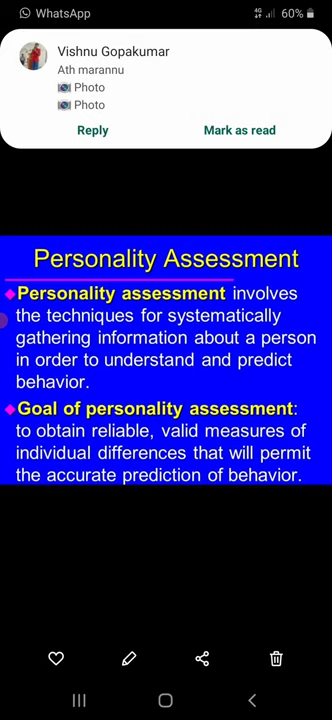 WhatsApp 4G 60%
Vishnu Gopakumar
Ath marannu
📷 Photo
📷 Photo
Reply Mark as read
Personality Assessment
◆Personality assessment involves
the techniques for systematically
gathering information about a person
in order to understand and predict
behavior.
◆Goal of personality assessment:
to obtain reliable, valid measures of
individual differences that will permit
the accurate prediction of behavior.